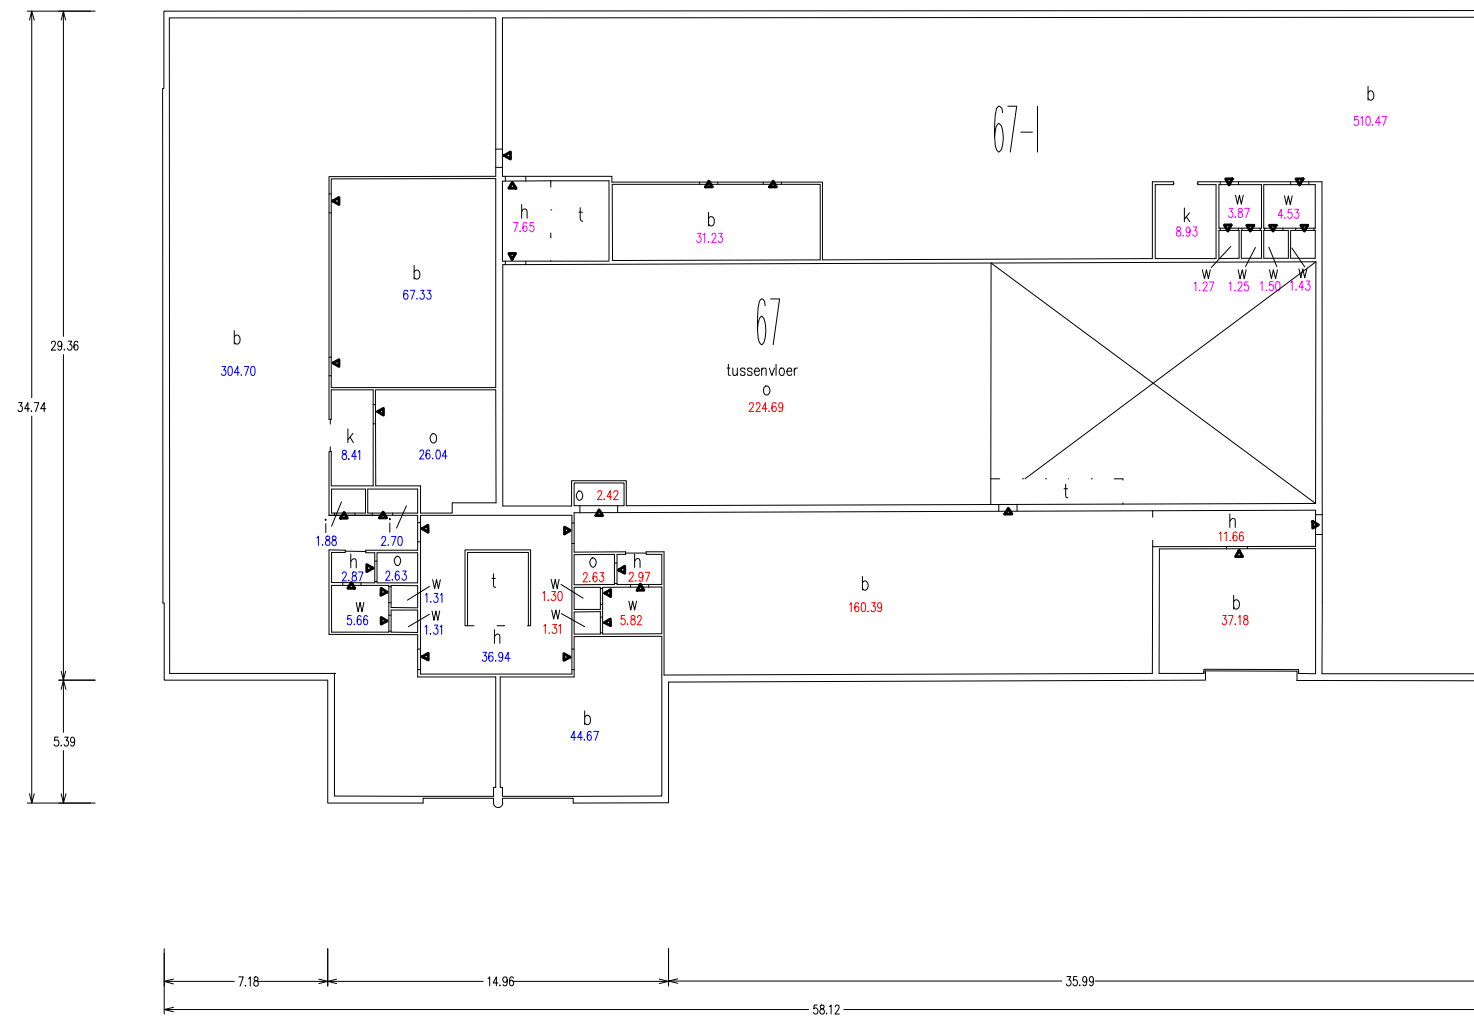 b
510.47
67-I
h
7.65
t
b
31.23
k
8.93
w
3.87
w
4.53
w
1.27
w
1.25
w
1.50
w
1.43
b
67.33
b
304.70
67
tussenvloer
o
224.69
29.36
34.74
k
8.41
o
26.04
o 2.42
t
i
1.88
i
2.70
h
11.66
h
2.87
o
2.63
w
1.31
w
5.66
w
1.31
t
h
36.94
w
1.30
w
1.31
o
2.63
h
2.97
w
5.82
b
160.39
b
37.18
b
44.67
5.39
7.18
14.96
35.99
58.12